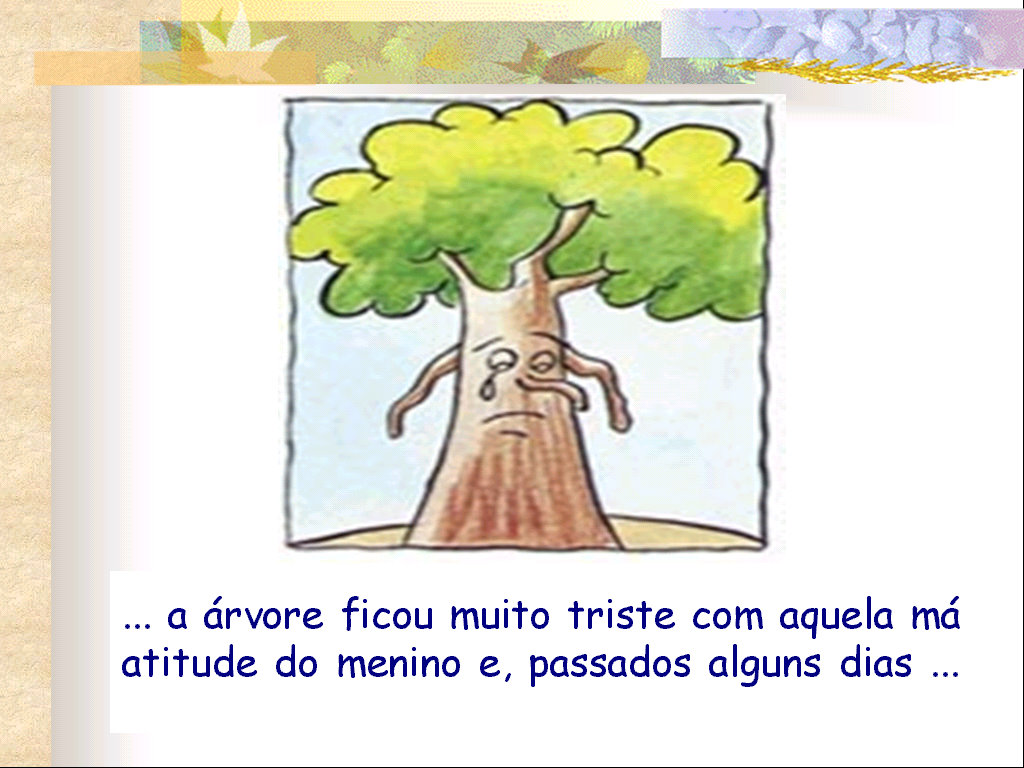 ... a árvore ficou muito triste com aquela má
atitude do menino e, passados alguns dias ...